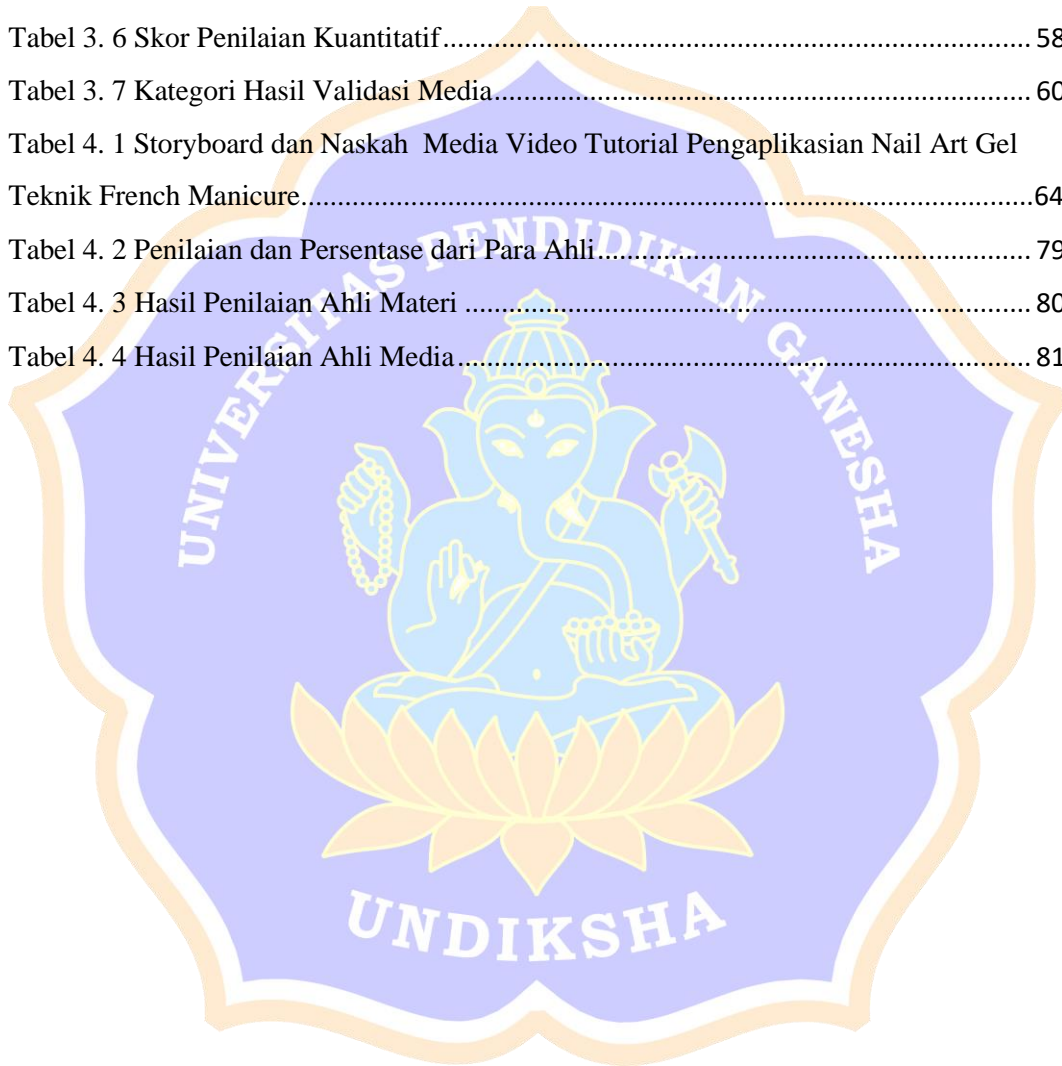 Tabel 3. 6 Skor Penilaian Kuantitatif.......................................................................................................... 58
Tabel 3. 7 Kategori Hasil Validasi Media................................................................................................ 60
Tabel 4. 1 Storyboard dan Naskah  Media Video Tutorial Pengaplikasian Nail Art Gel
Teknik French Manicure..................................................................................................................................64
Tabel 4. 2 Penilaian dan Persentase dari Para Ahli.............................................................................. 79
Tabel 4. 3 Hasil Penilaian Ahli Materi ...................................................................................................... 80
Tabel 4. 4 Hasil Penilaian Ahli Media....................................................................................................... 81
UNIVERSITAS PENDIDIKAN GANESHA
UNDIKSHA